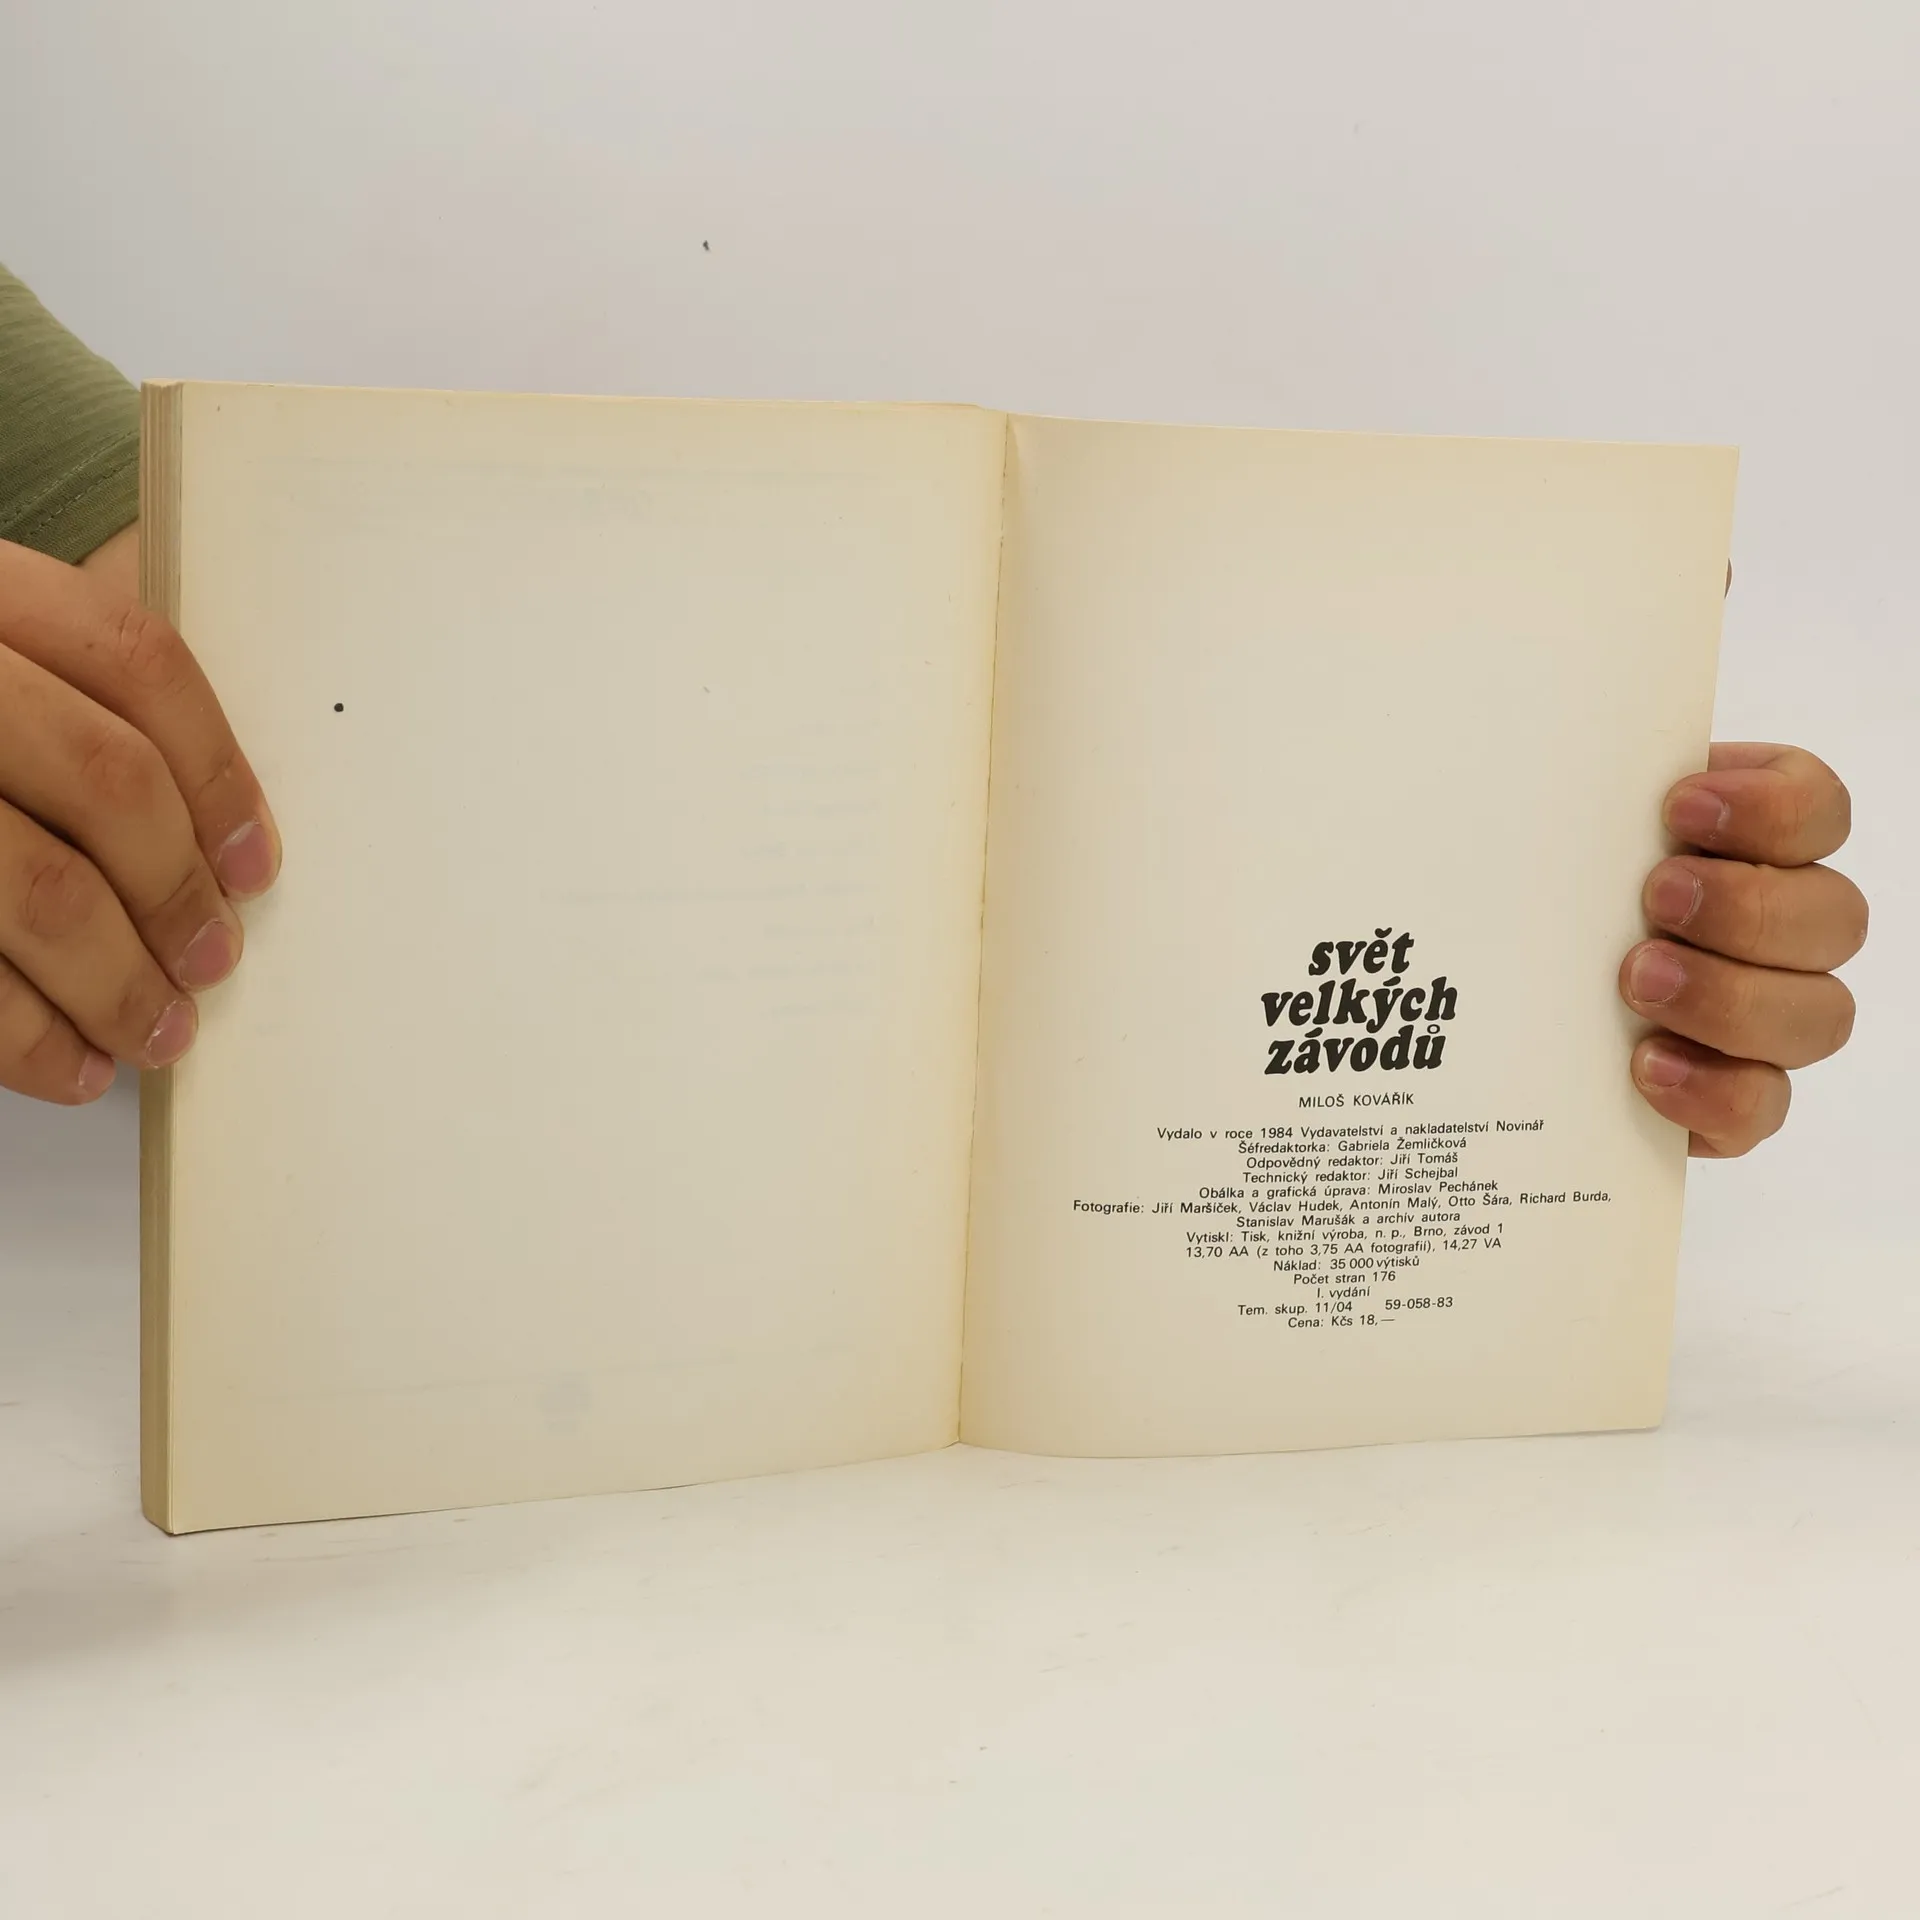 svět
velkých
závodů
MILOŠ KOVÁŘÍK
Vydalo v roce 1984 Vydavatelství a nakladatelství Novinář
Šéfredaktorka: Gabriela Žemličková
Odpovědný redaktor: Jiří Tomáš
Technický redaktor: Jiří Schejbal
Obálka a grafická úprava: Miroslav Pechánek
Fotografie: Jiří Maršíček, Václav Hudek, Antonín Malý, Otto Šára, Richard Burda,
Stanislav Marušák a archív autora
Vytiskl: Tisk, knižní výroba, n. p., Brno, závod 1
13,70 AA (z toho 3,75 AA fotografií), 14,27 VA
Náklad: 35 000 výtisků
Počet stran 176
I. vydání
Tem. skup. 11/04 59-058-83
Cena: Kčs 18,—